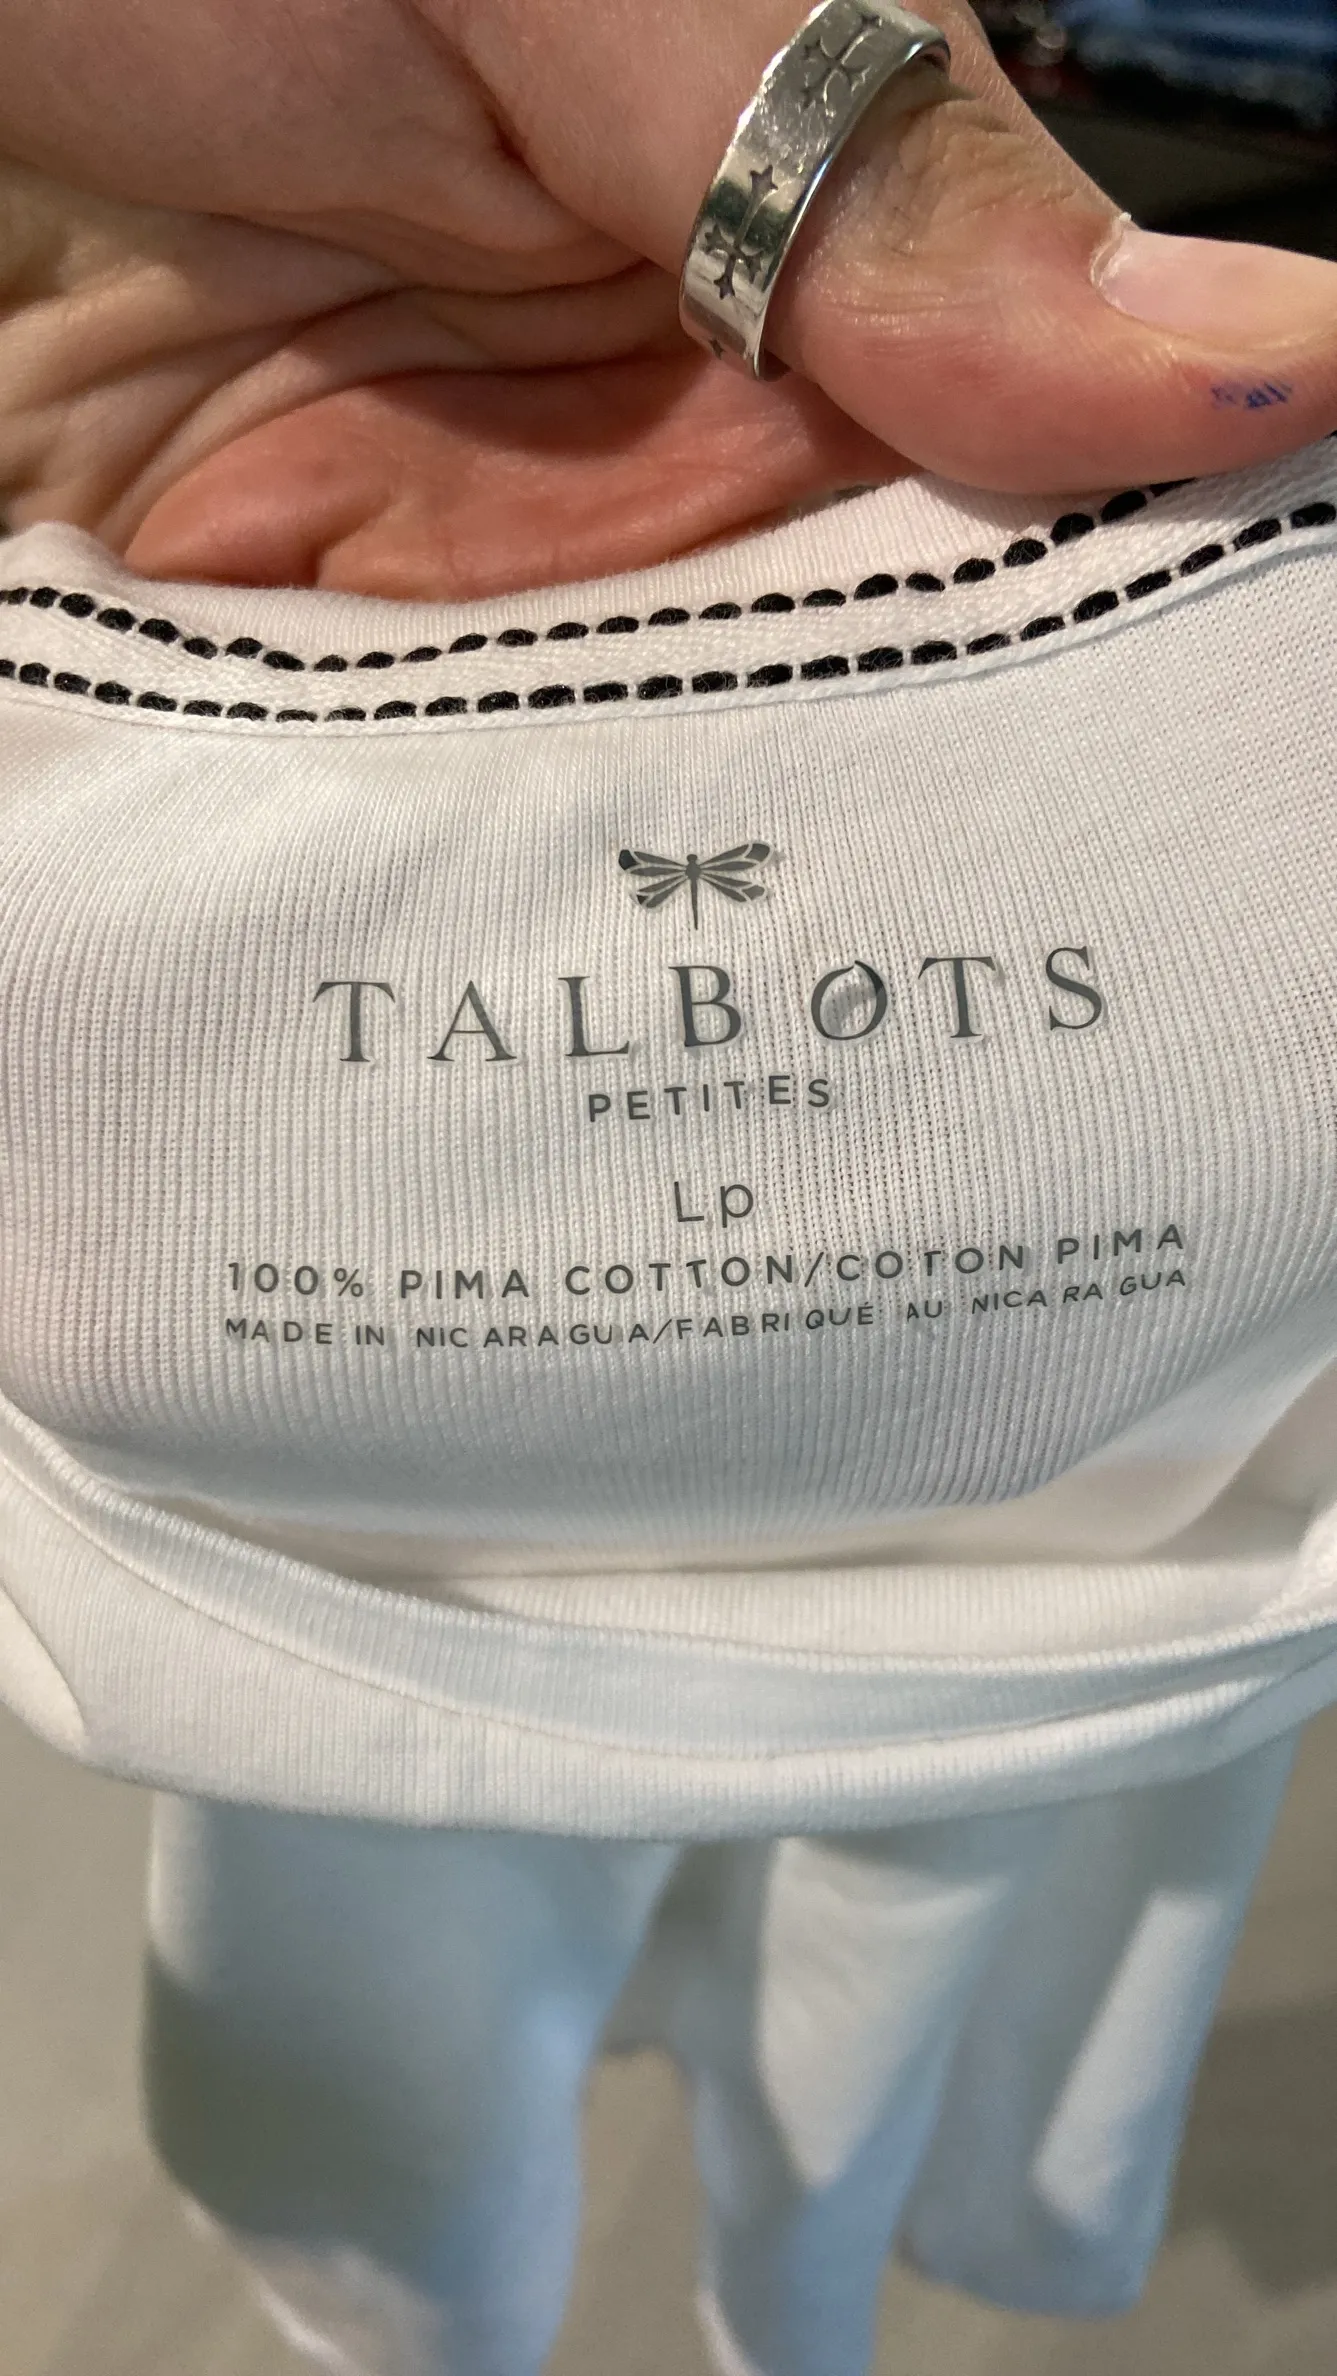 TALBOTS
PETITES
Lp
100% PIMA COTTON/COTON PIMA
MADE IN NICARAGUA/FABRIQUÉ AU NICARAGUA